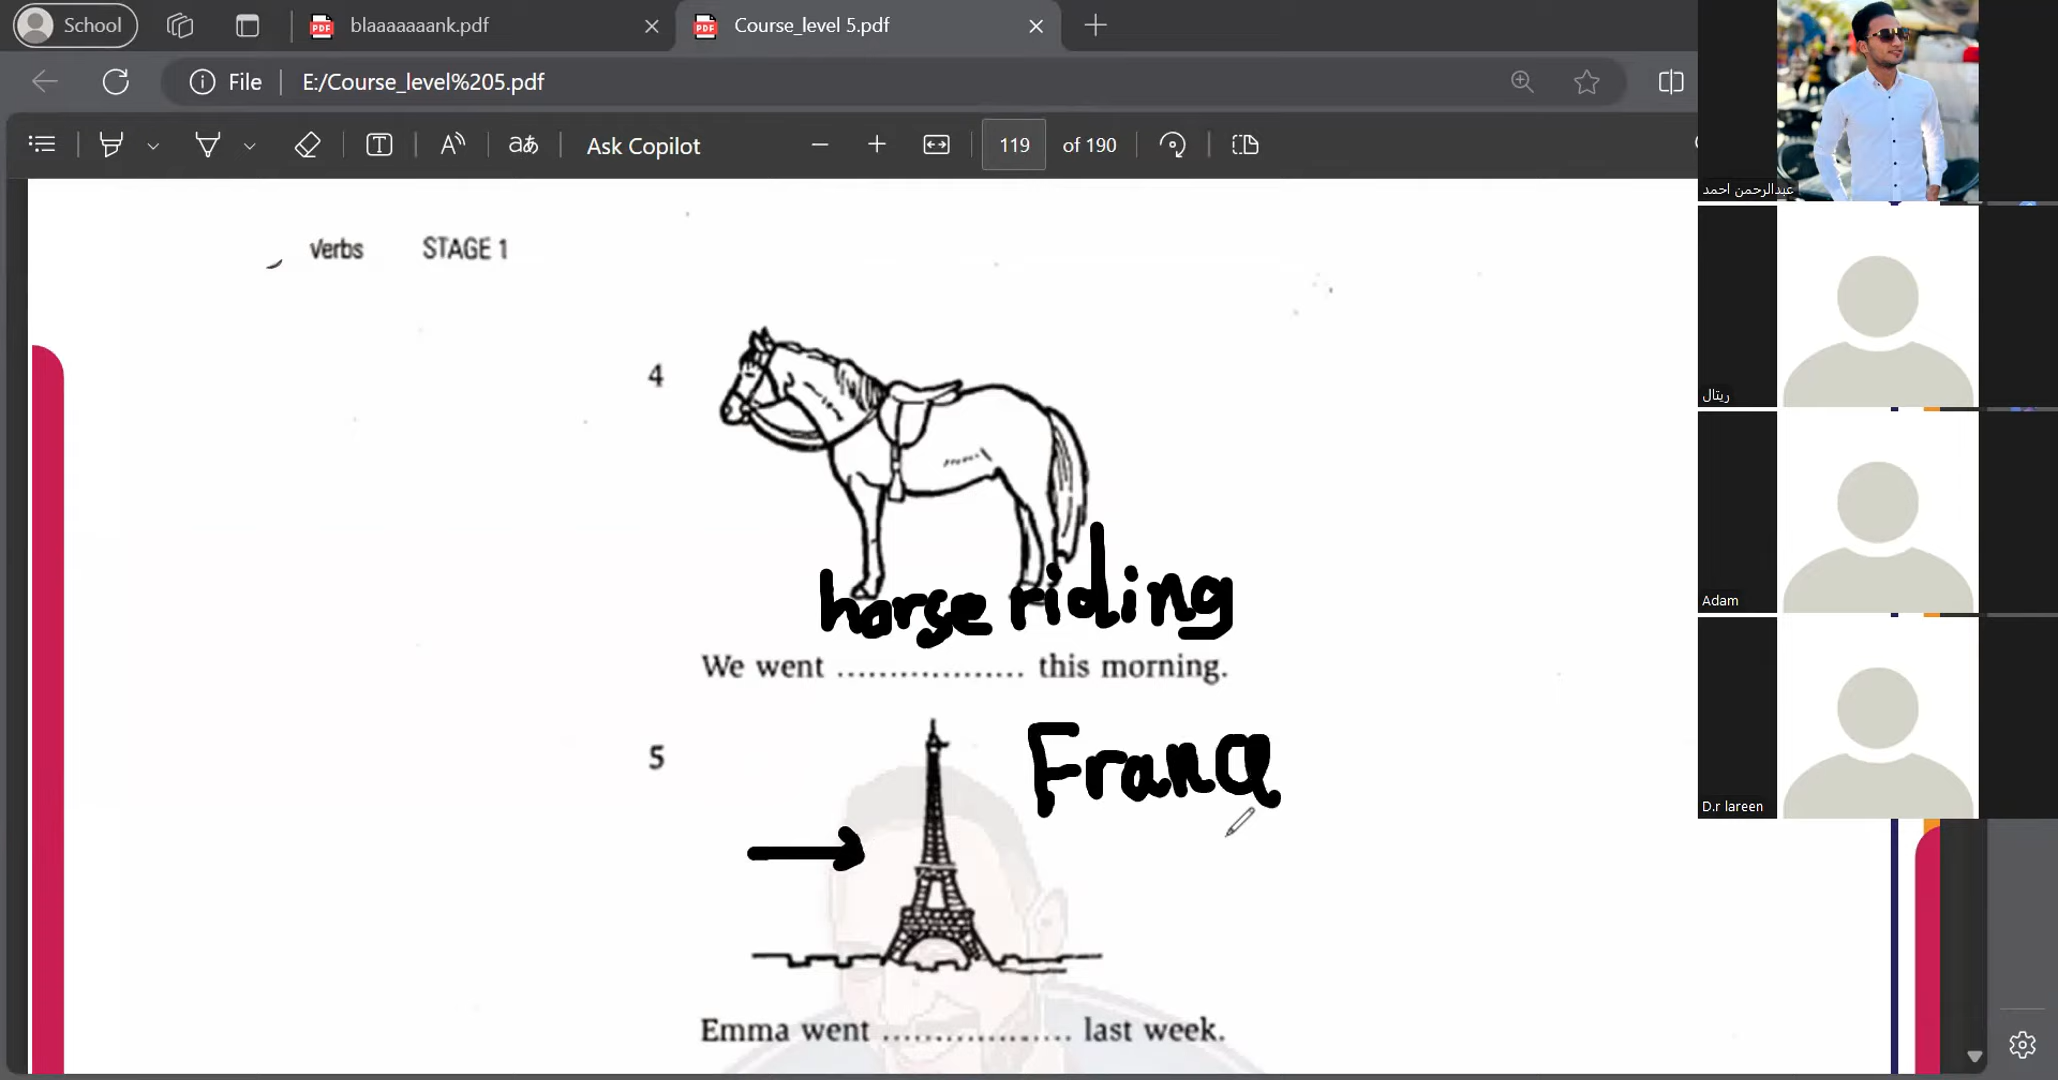 School
blaaaaaaank.pdf
Course_level 5.pdf
File
E:/Course_level%205.pdf
Ask Copilot
119
of 190
عبدالرحمن احمد
ريتال
Adam
D.r lareen
Verbs STAGE 1
4
horse riding
We went .................. this morning.
5
Franc
Emma went .................. last week.